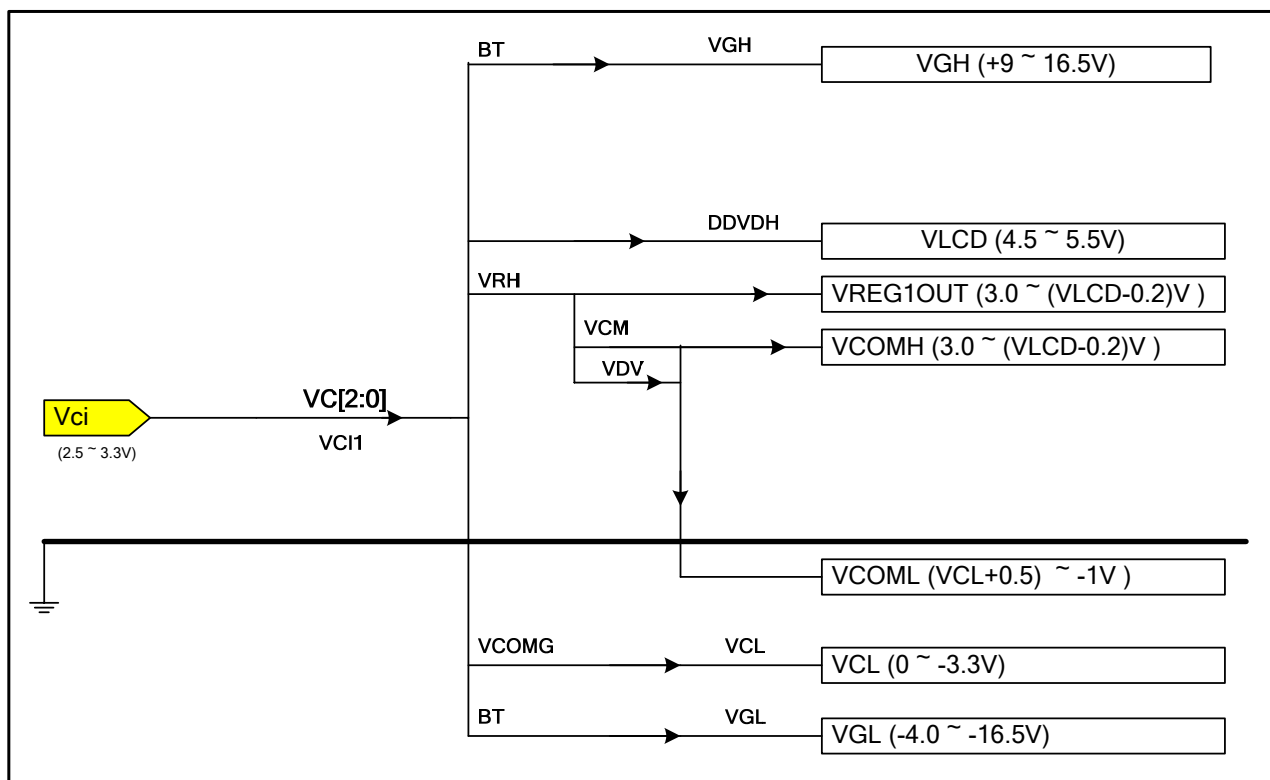 BT
VGH
VGH (+9 ~ 16.5V)
DDVDH
VLCD (4.5 ~ 5.5V)
VRH
VREG1OUT (3.0 ~ (VLCD-0.2)V )
VCM
VCOMH (3.0 ~ (VLCD-0.2)V )
VDV
VC[2:0]
Vci
VCI1
(2.5 ~ 3.3V)
VCOML (VCL+0.5) ~ -1V )
VCOMG
VCL
VCL (0 ~ -3.3V)
BT
VGL
VGL (-4.0 ~ -16.5V)